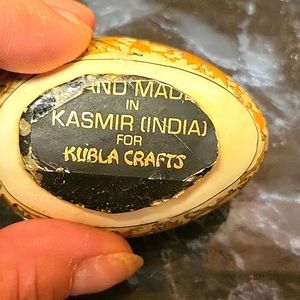 AND MADE
IN
KASMIR (INDIA)
FOR
KUBLA CRAFTS